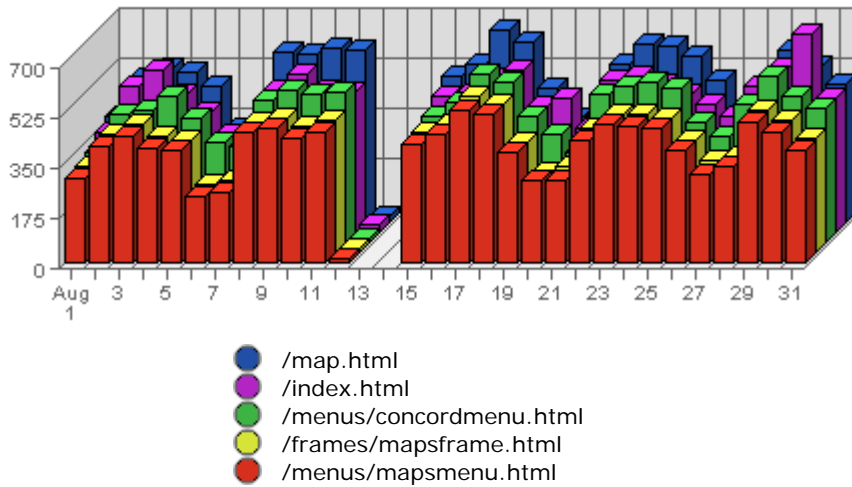 700
525
350
175
0
Aug 3 5 7 9 11 13 15 17 19 21 23 25 27 29 31
1
/map.html
/index.html
/menus/concordmenu.html
/frames/mapsframe.html
/menus/mapsmenu.html